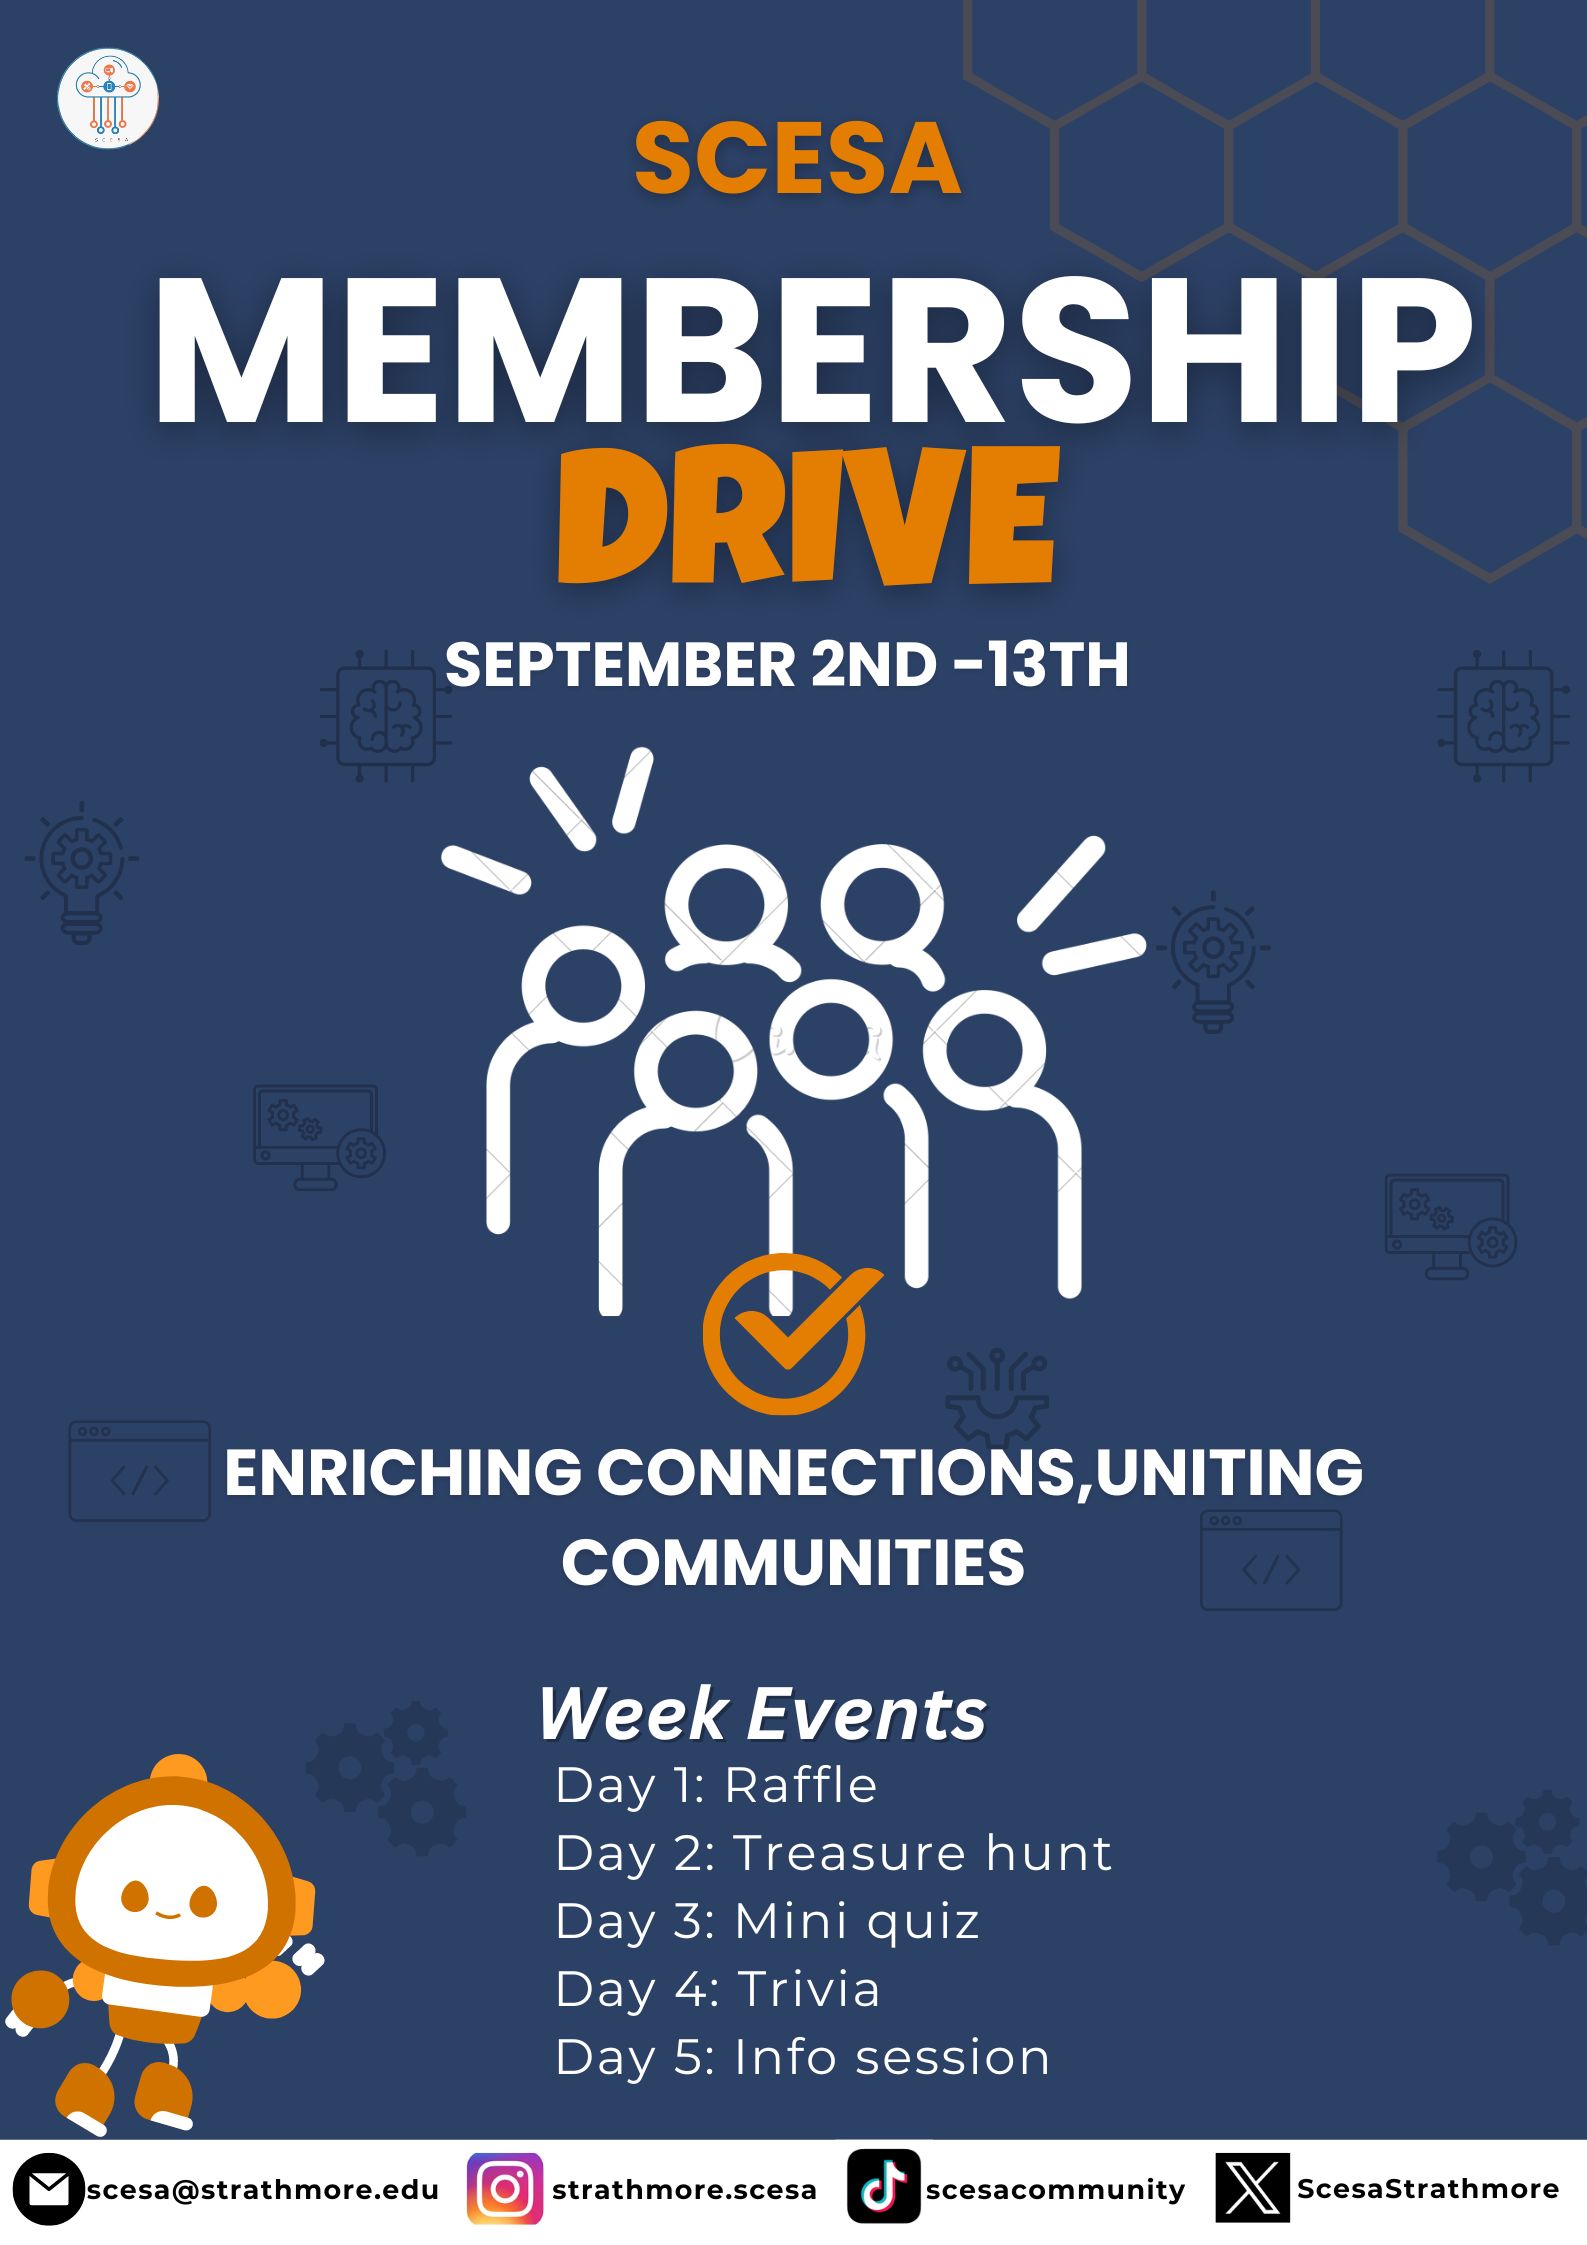 SCESA
SCESA
MEMBERSHIP
DRIVE
SEPTEMBER 2ND -13TH
ENRICHING CONNECTIONS,UNITING
COMMUNITIES
Week Events
Day 1: Raffle
Day 2: Treasure hunt
Day 3: Mini quiz
Day 4: Trivia
Day 5: Info session
scesa@strathmore.edu
strathmore.scesa
scesacommunity
ScesaStrathmore